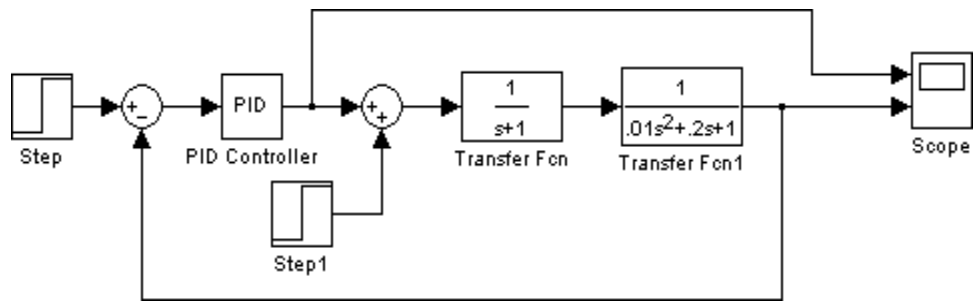 PID
1
s+1
1
.01s²+.2s+1
Step
PID Controller
Transfer Fcn
Transfer Fcn1
Scope
Step1